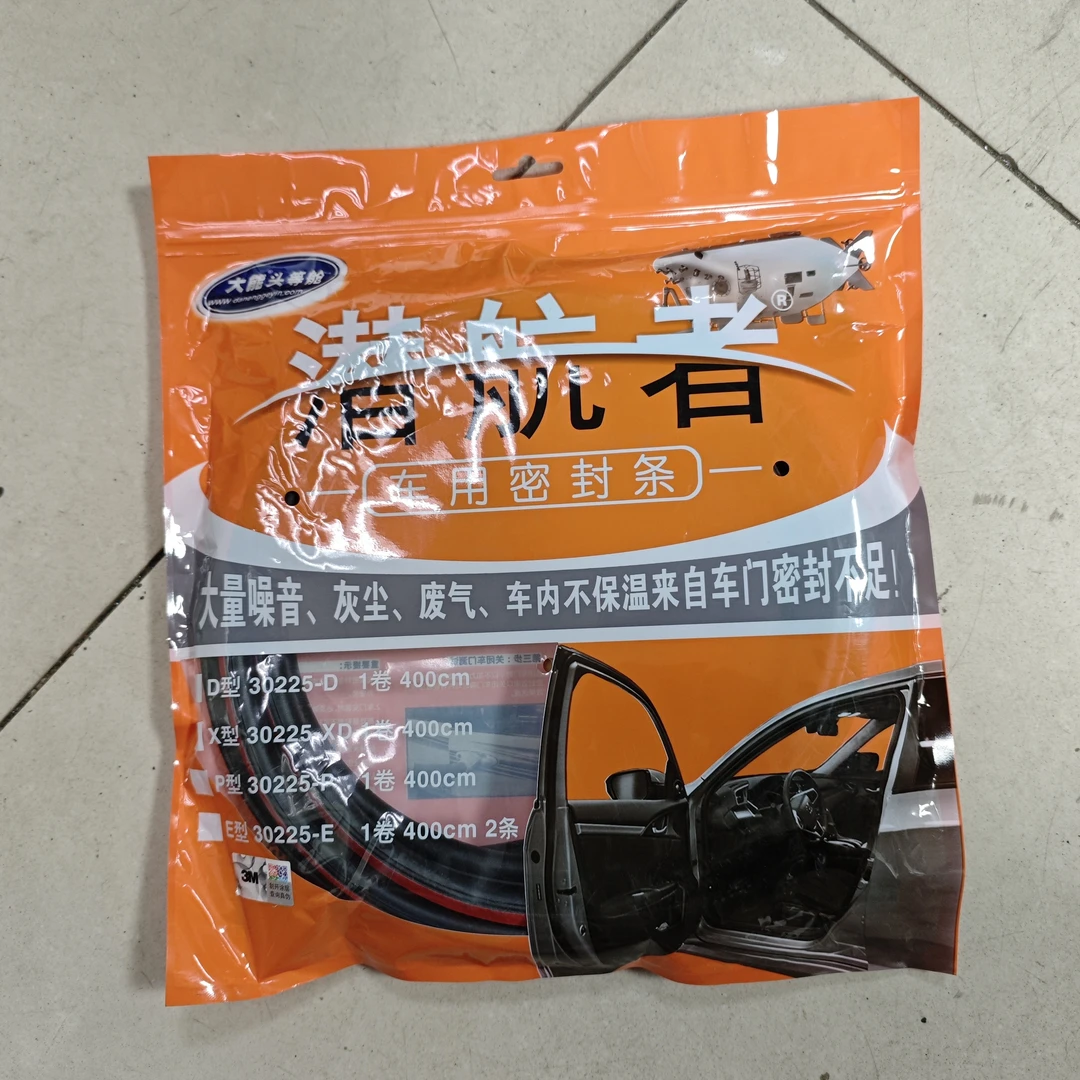 大能头等舱
潜航者®
车用密封条
大量噪音、灰尘、废气、车内不保温来自车门密封不足!
D型 30225-D 1卷 400cm
X型 30225-XD 1卷 400cm
P型 30225-P 1卷 400cm
E型 30225-E 1卷 400cm 2条
3M